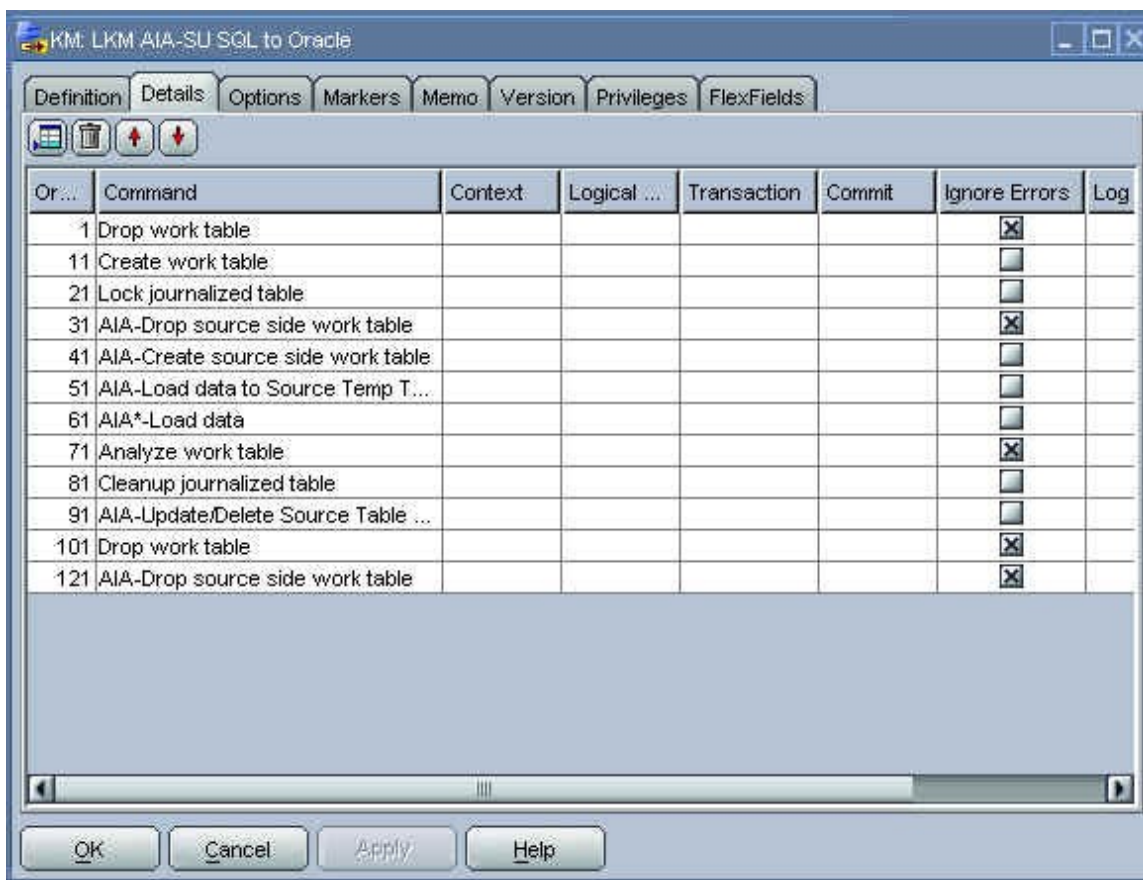 KM: LKM AIA-SU SQL to Oracle
Definition Details Options Markers Memo Version Privileges FlexFields
Or... Command Context Logical ... Transaction Commit Ignore Errors Log
1 Drop work table
11 Create work table
21 Lock journalized table
31 AIA-Drop source side work table
41 AIA-Create source side work table
51 AIA-Load data to Source Temp T...
61 AIA*-Load data
71 Analyze work table
81 Cleanup journalized table
91 AIA-Update/Delete Source Table ...
101 Drop work table
121 AIA-Drop source side work table
OK Cancel Apply Help